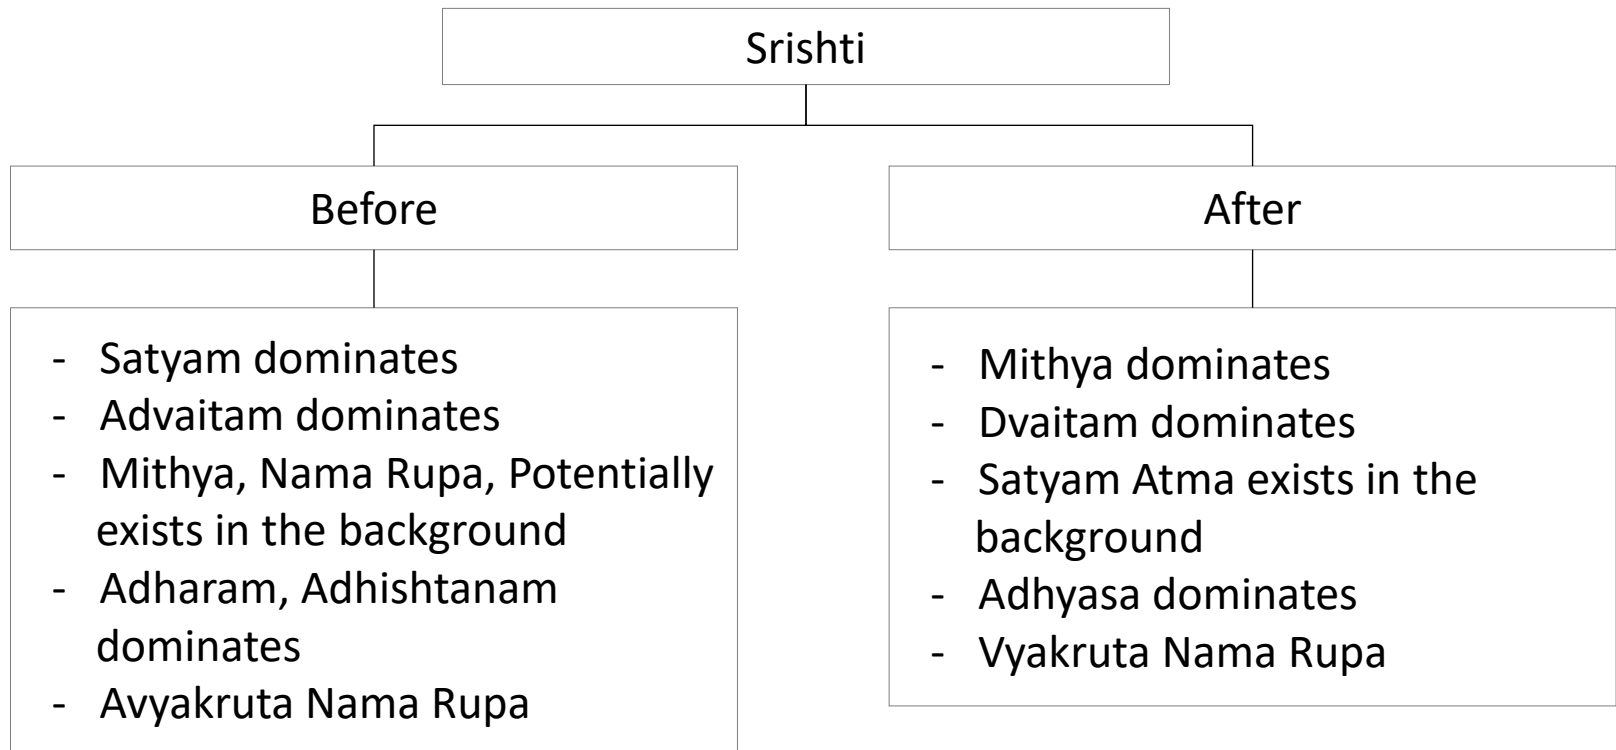 Srishti
Before
After
- Satyam dominates
- Advaitam dominates
- Mithya, Nama Rupa, Potentially
exists in the background
- Adharam, Adhishtanam
dominates
- Avyakruta Nama Rupa
- Mithya dominates
- Dvaitam dominates
- Satyam Atma exists in the
background
- Adhyasa dominates
- Vyakruta Nama Rupa